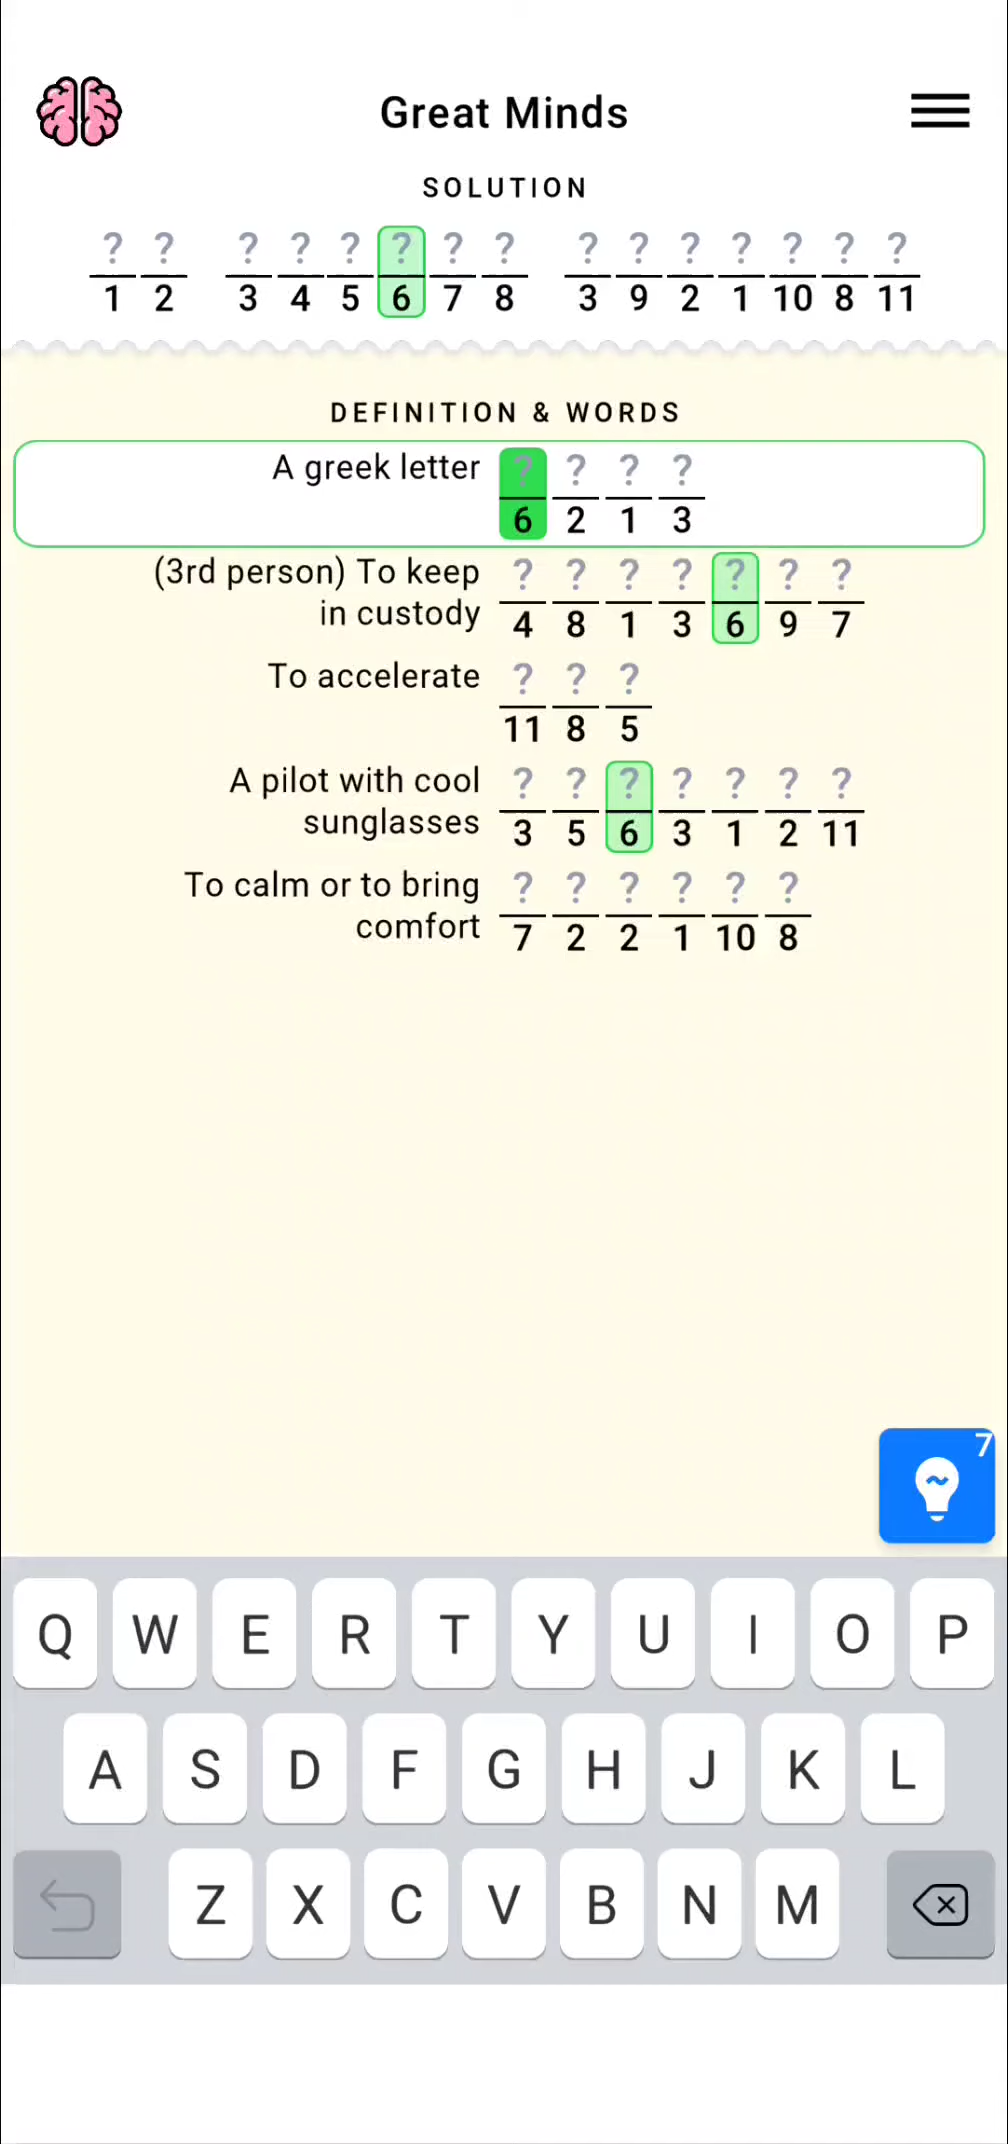 Great Minds
SOLUTION
? ? ? ? ? ? ? ? ? ? ? ? ? ? ?
1 2 3 4 5 6 7 8 3 9 2 1 10 8 11
DEFINITION & WORDS
A greek letter ? ? ? ?
6 2 1 3
(3rd person) To keep ? ? ? ? ? ? ?
in custody 4 8 1 3 6 9 7
To accelerate ? ? ?
11 8 5
A pilot with cool ? ? ? ? ? ? ?
sunglasses 3 5 6 3 1 2 11
To calm or to bring ? ? ? ? ? ?
comfort 7 2 2 1 10 8
7
Q W E R T Y U I O P
A S D F G H J K L
Z X C V B N M